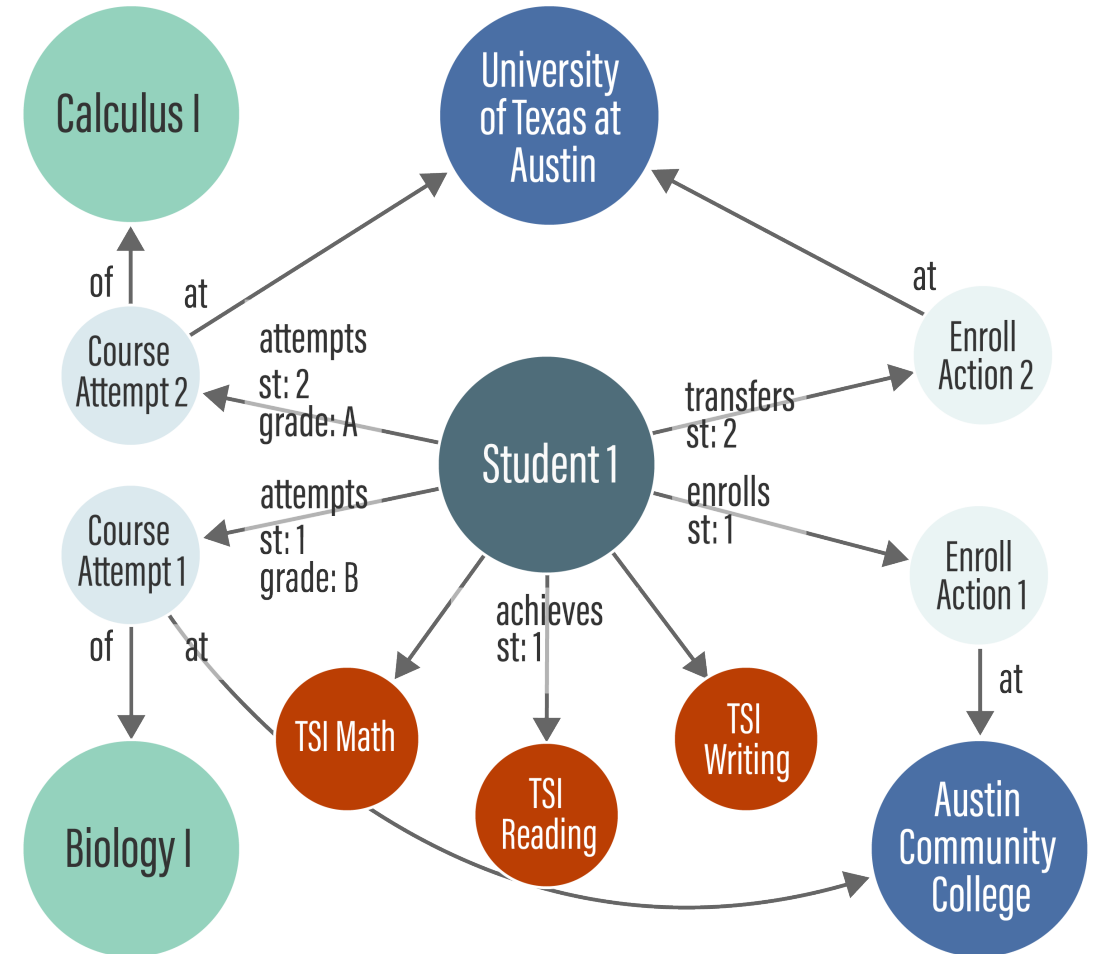 Calculus I
University
of Texas at
Austin
of
at
at
Course
Attempt 2
attempts
st: 2
grade: A
Student 1
transfers
st: 2
Enroll
Action 2
Course
Attempt 1
attempts
st: 1
grade: B
enrolls
st: 1
Enroll
Action 1
of
at
achieves
st: 1
at
TSI Math
TSI
Reading
TSI
Writing
Biology I
Austin
Community
College